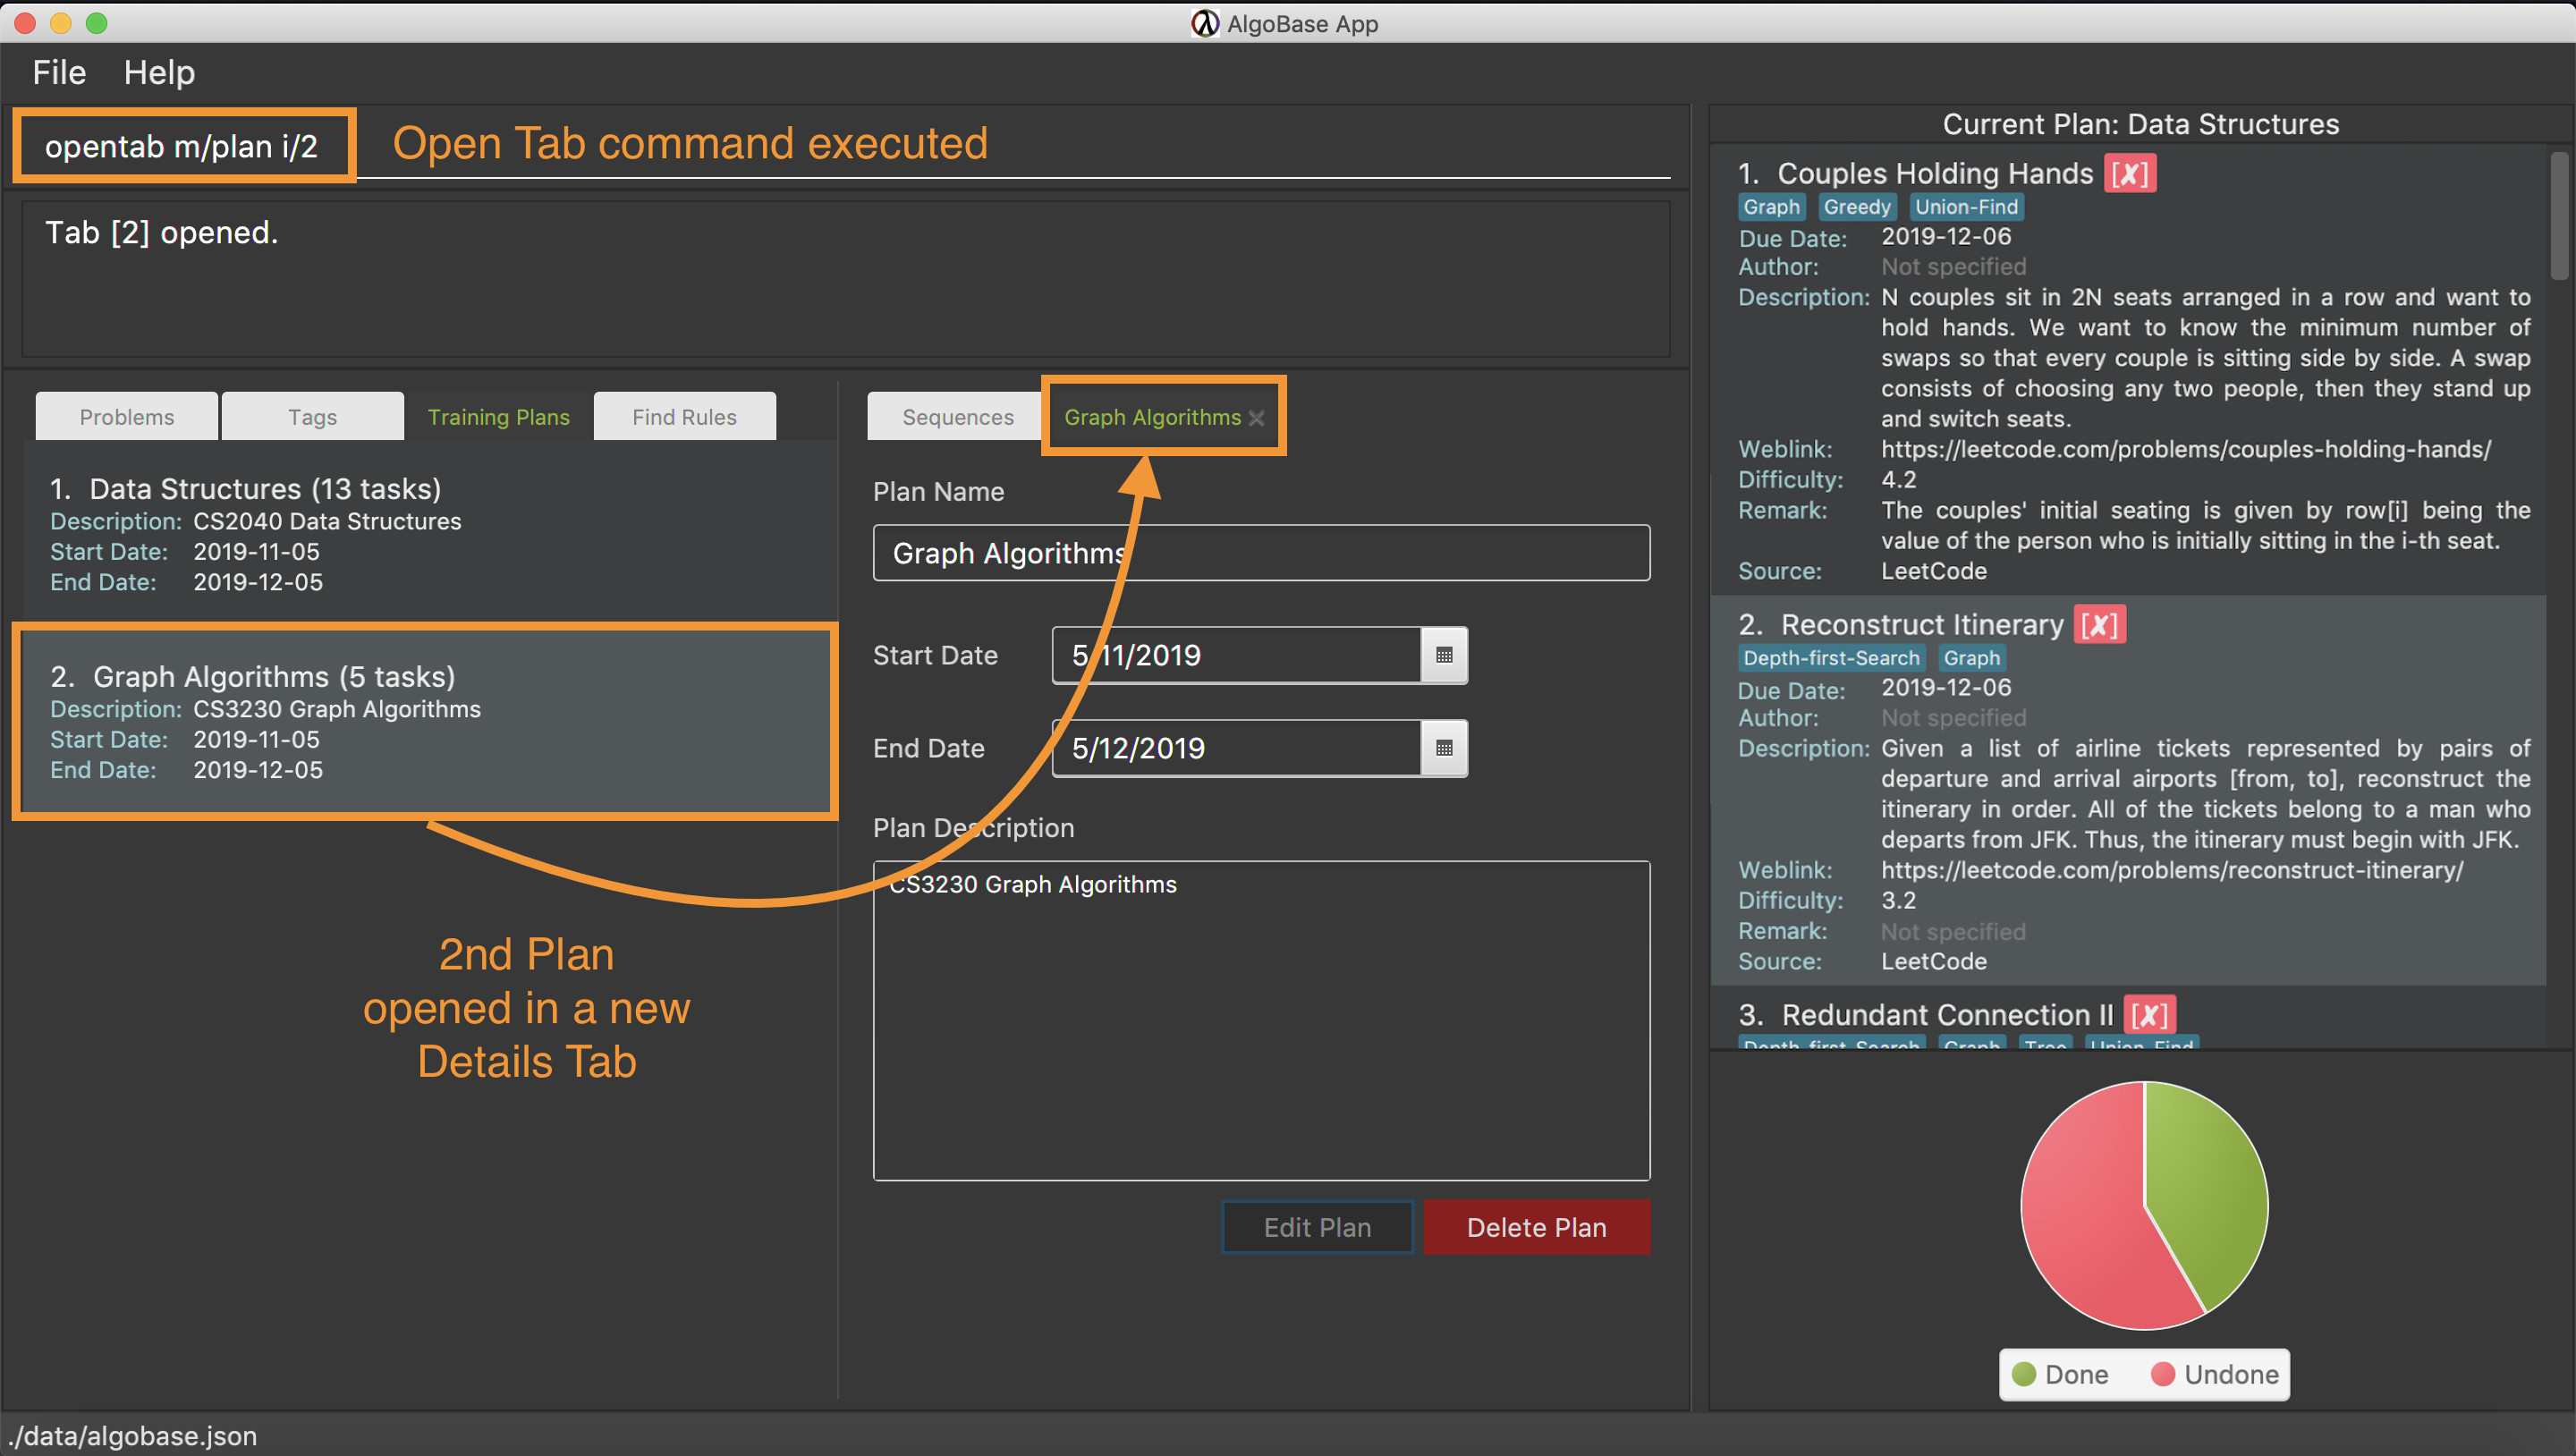 AlgoBase App
File Help
opentab m/plan i/2
Open Tab command executed
Tab [2] opened.
Problems
Tags
Training Plans
Find Rules
1. Data Structures (13 tasks)
Description: CS2040 Data Structures
Start Date: 2019-11-05
End Date: 2019-12-05
2. Graph Algorithms (5 tasks)
Description: CS3230 Graph Algorithms
Start Date: 2019-11-05
End Date: 2019-12-05
2nd Plan
opened in a new
Details Tab
Sequences
Graph Algorithms
Plan Name
Graph Algorithms
Start Date
5/11/2019
End Date
5/12/2019
Plan Description
CS3230 Graph Algorithms
Edit Plan
Delete Plan
Current Plan: Data Structures
1. Couples Holding Hands [✗]
Graph Greedy Union-Find
Due Date: 2019-12-06
Author: Not specified
Description: N couples sit in 2N seats arranged in a row and want to
hold hands. We want to know the minimum number of
swaps so that every couple is sitting side by side. A swap
consists of choosing any two people, then they stand up
and switch seats.
Weblink: https://leetcode.com/problems/couples-holding-hands/
Difficulty: 4.2
Remark: The couples' initial seating is given by row[i] being the
value of the person who is initially sitting in the i-th seat.
Source: LeetCode
2. Reconstruct Itinerary [✗]
Depth-first-Search Graph
Due Date: 2019-12-06
Author: Not specified
Description: Given a list of airline tickets represented by pairs of
departure and arrival airports [from, to], reconstruct the
itinerary in order. All of the tickets belong to a man who
departs from JFK. Thus, the itinerary must begin with JFK.
Weblink: https://leetcode.com/problems/reconstruct-itinerary/
Difficulty: 3.2
Remark: Not specified
Source: LeetCode
3. Redundant Connection II [✗]
Depth-first-Search Graph Tree Union-Find
Done Undone
./data/algobase.json